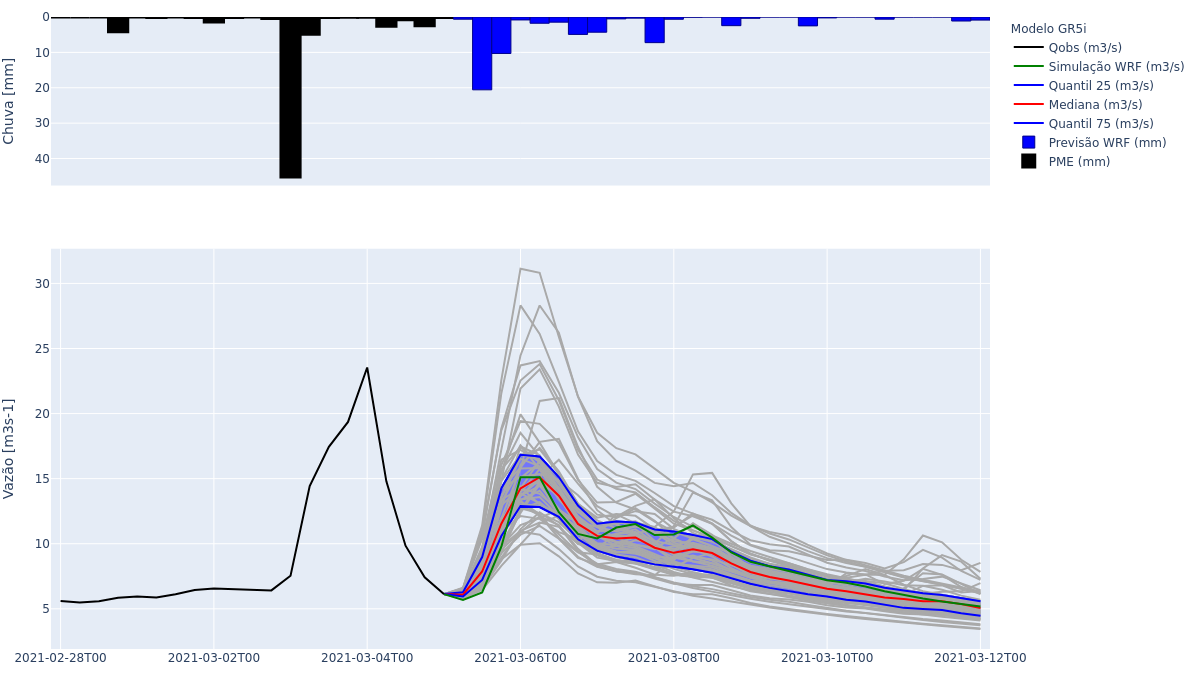 0
10
20
30
40
Chuva [mm]
Modelo GR5i
Qobs (m3/s)
Simulação WRF (m3/s)
Quantil 25 (m3/s)
Mediana (m3/s)
Quantil 75 (m3/s)
Previsão WRF (mm)
PME (mm)
30
25
20
15
10
5
Vazão [m3s-1]
2021-02-28T00
2021-03-02T00
2021-03-04T00
2021-03-06T00
2021-03-08T00
2021-03-10T00
2021-03-12T00